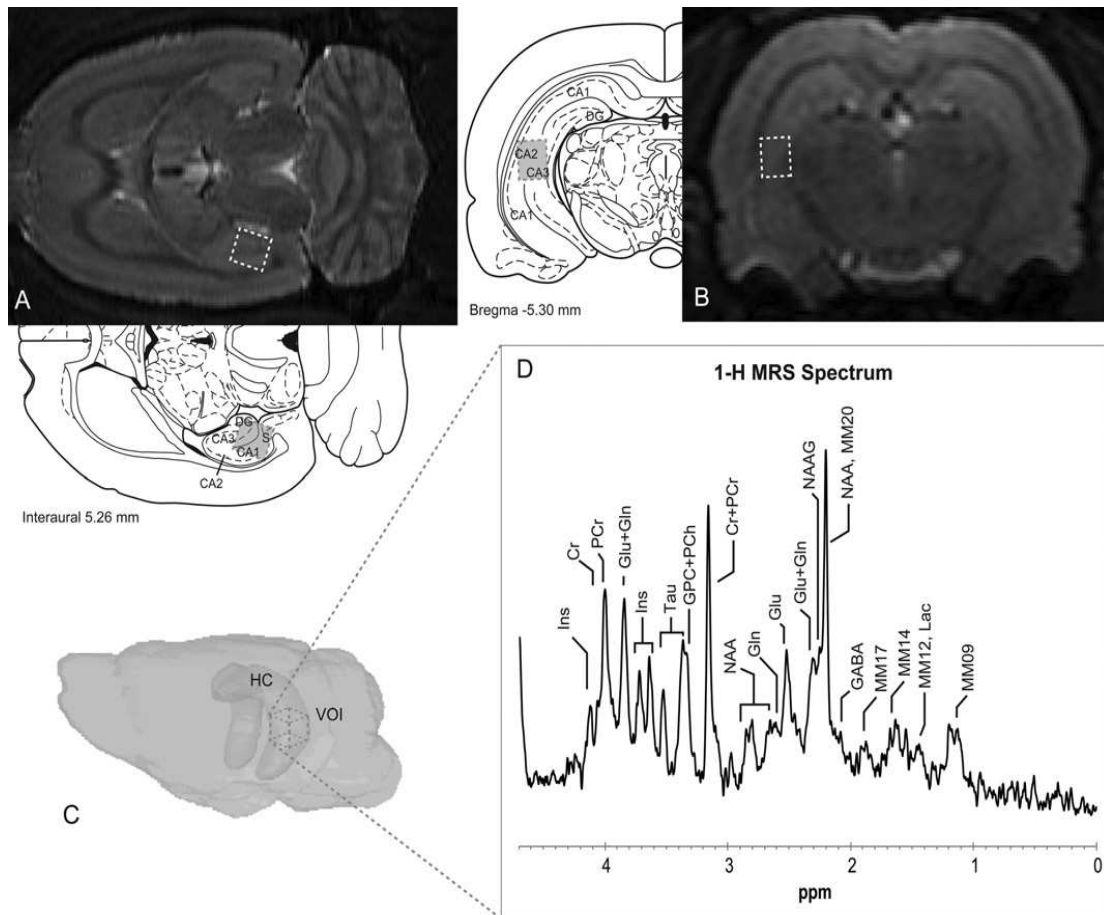 A
CA1
DG
CA2
CA3
CA1
Bregma -5.30 mm
B
DG
CA3
S
CA1
CA2
Interaural 5.26 mm
HC
VOI
C
D
1-H MRS Spectrum
Ins
Cr
PCr
Glu+Gln
Ins
Tau
GPC+PCh
Cr+PCr
NAA
Gln
Glu
Glu+Gln
NAAG
NAA, MM20
GABA
MM17
MM14
MM12, Lac
MM09
4 3 2 1 0
ppm